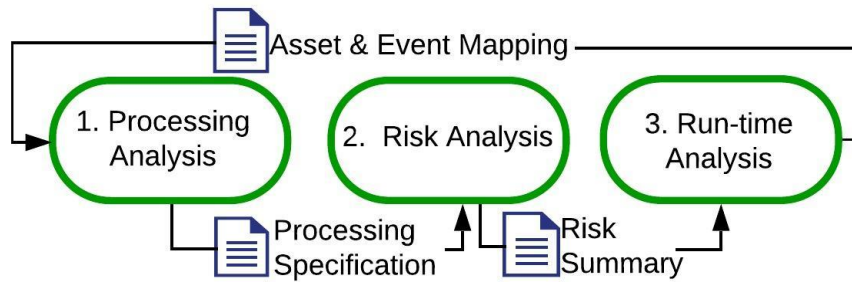 Asset & Event Mapping
1. Processing
Analysis
2. Risk Analysis
3. Run-time
Analysis
Processing
Specification
Risk
Summary